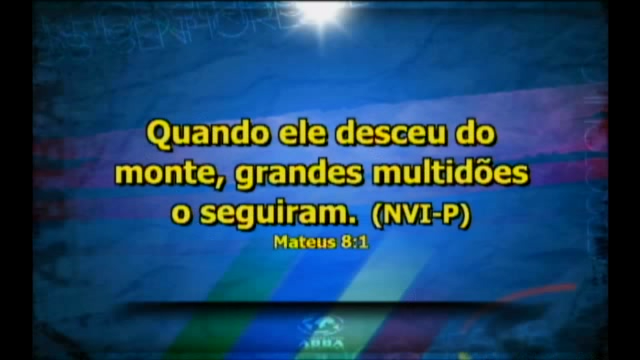 Quando ele desceu do
monte, grandes multidões
o seguiram. (NVI-P)
Mateus 8:1